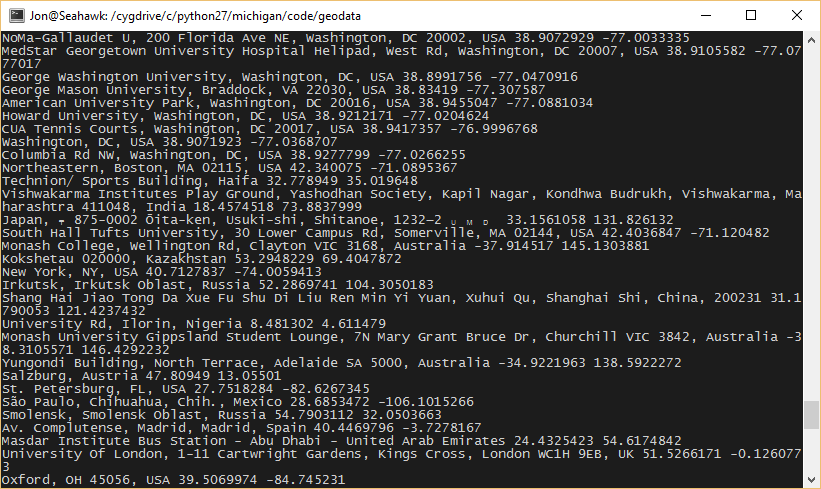 Jon@Seahawk: /cygdrive/c/python27/michigan/code/geodata
NoMa-Gallaudet U, 200 Florida Ave NE, Washington, DC 20002, USA 38.9072929 -77.0033335
MedStar Georgetown University Hospital Helipad, West Rd, Washington, DC 20007, USA 38.9105582 -77.07
77017
George Washington University, Washington, DC, USA 38.8991756 -77.0470916
George Mason University, Braddock, VA 22030, USA 38.83419 -77.307587
American University Park, Washington, DC 20016, USA 38.9455047 -77.0881034
Howard University, Washington, DC, USA 38.9212171 -77.0204624
CUA Tennis Courts, Washington, DC 20017, USA 38.9417357 -76.9996768
Washington, DC, USA 38.9071923 -77.0368707
Columbia Rd NW, Washington, DC, USA 38.9277799 -77.0266255
Northeastern, Boston, MA 02115, USA 42.340075 -71.0895367
Technion/ Sports Building, Haifa 32.778949 35.019648
Vishwakarma Institutes Play Ground, Yashodhan Society, Kapil Nagar, Kondhwa Budrukh, Vishwakarma, Ma
harashtra 411048, India 18.4574518 73.8837999
Japan, 〒 875-0002 Ōita-ken, Usuki-shi, Shitanoe, 1232−2 ＵＭＤ 33.1561058 131.826132
South Hall Tufts University, 30 Lower Campus Rd, Somerville, MA 02144, USA 42.4036847 -71.120482
Monash College, Wellington Rd, Clayton VIC 3168, Australia -37.914517 145.1303881
Kokshetau 020000, Kazakhstan 53.2948229 69.4047872
New York, NY, USA 40.7127837 -74.0059413
Irkutsk, Irkutsk Oblast, Russia 52.2869741 104.3050183
Shang Hai Jiao Tong Da Xue Fu Shu Di Liu Ren Min Yi Yuan, Xuhui Qu, Shanghai Shi, China, 200231 31.1
790053 121.4237432
University Rd, Ilorin, Nigeria 8.481302 4.611479
Monash University Gippsland Student Lounge, 7N Mary Grant Bruce Dr, Churchill VIC 3842, Australia -3
8.3105571 146.4292232
Yungondi Building, North Terrace, Adelaide SA 5000, Australia -34.9221963 138.5922272
Salzburg, Austria 47.80949 13.05501
St. Petersburg, FL, USA 27.7518284 -82.6267345
São Paulo, Chihuahua, Chih., Mexico 28.6853472 -106.1015266
Smolensk, Smolensk Oblast, Russia 54.7903112 32.0503663
Av. Complutense, Madrid, Madrid, Spain 40.4469796 -3.7278167
Masdar Institute Bus Station - Abu Dhabi - United Arab Emirates 24.4325423 54.6174842
University Of London, 1-11 Cartwright Gardens, Kings Cross, London WC1H 9EB, UK 51.5266171 -0.126077
3
Oxford, OH 45056, USA 39.5069974 -84.745231